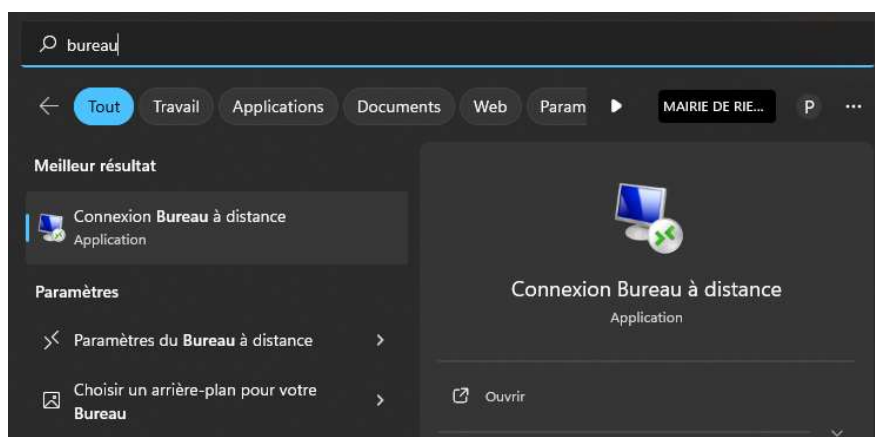 bureau
Tout Travail Applications Documents Web Param MAIRIE DE RIE... P ...
Meilleur résultat
Connexion Bureau à distance
Application
Paramètres
Paramètres du Bureau à distance
Choisir un arrière-plan pour votre
Bureau
Connexion Bureau à distance
Application
Ouvrir